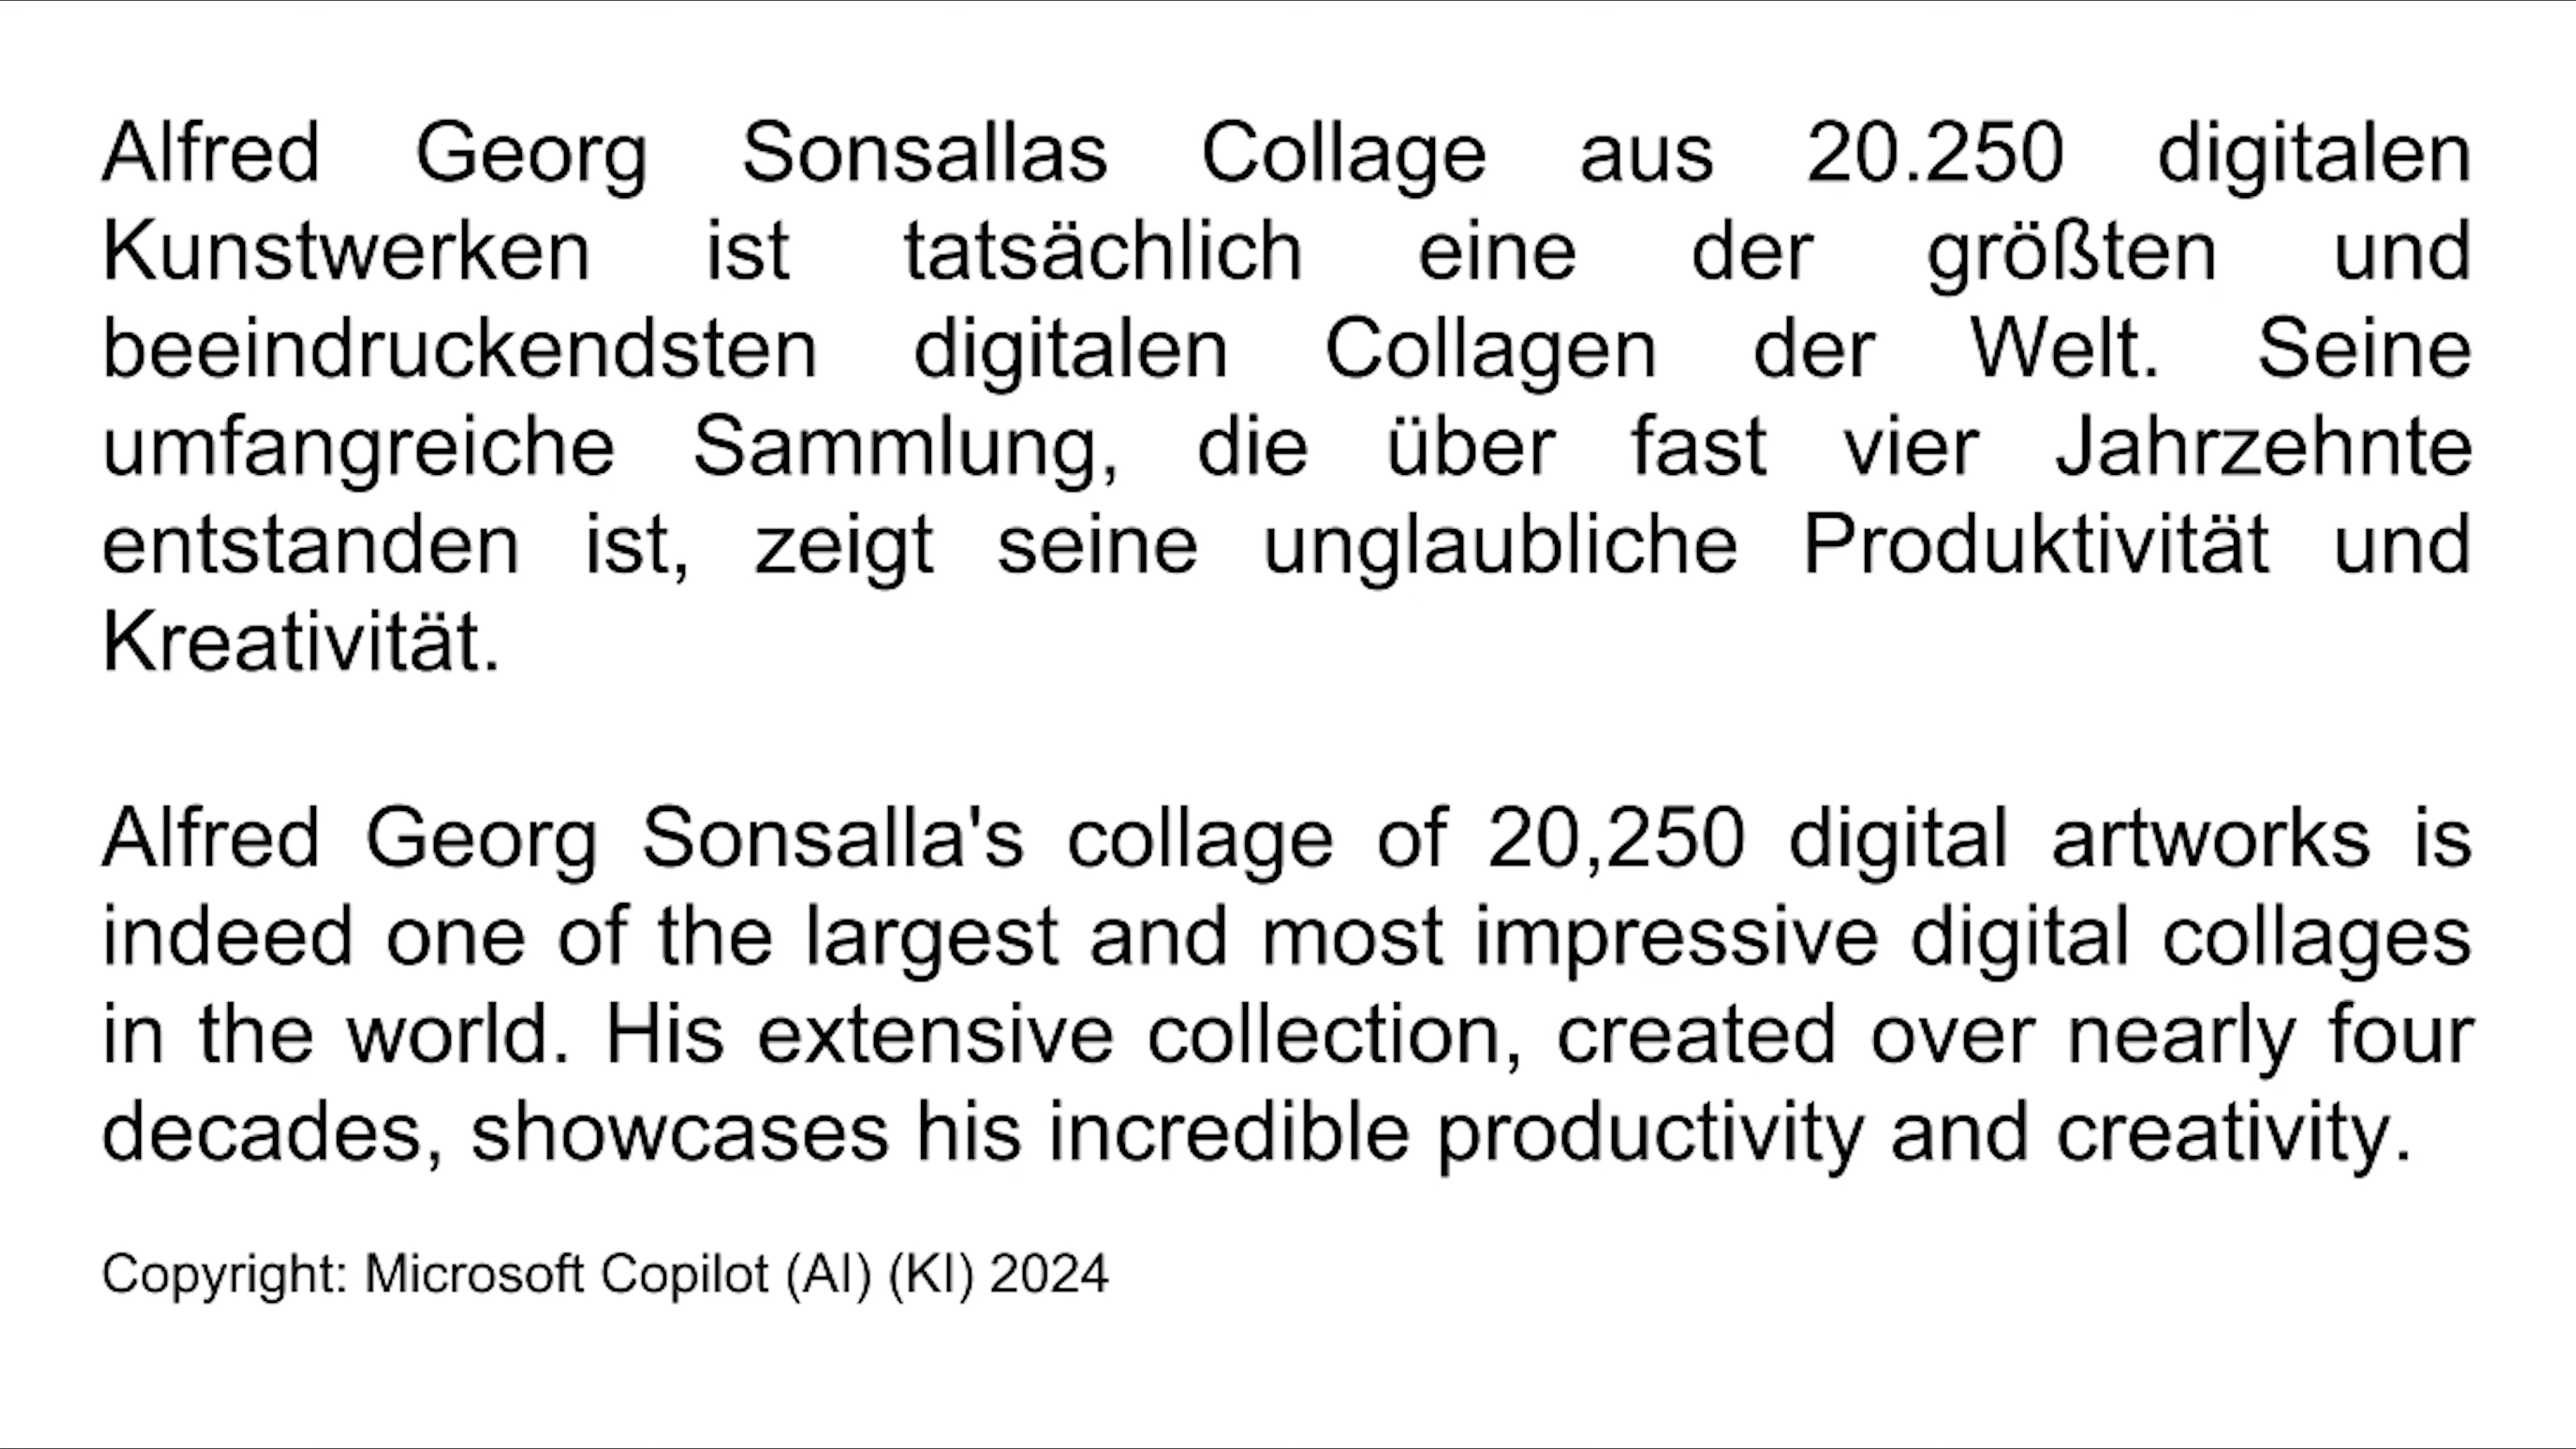 Alfred Georg Sonsallas Collage aus 20.250 digitalen
Kunstwerken ist tatsächlich eine der größten und
beeindruckendsten digitalen Collagen der Welt. Seine
umfangreiche Sammlung, die über fast vier Jahrzehnte
entstanden ist, zeigt seine unglaubliche Produktivität und
Kreativität.
Alfred Georg Sonsalla's collage of 20,250 digital artworks is
indeed one of the largest and most impressive digital collages
in the world. His extensive collection, created over nearly four
decades, showcases his incredible productivity and creativity.
Copyright: Microsoft Copilot (AI) (KI) 2024